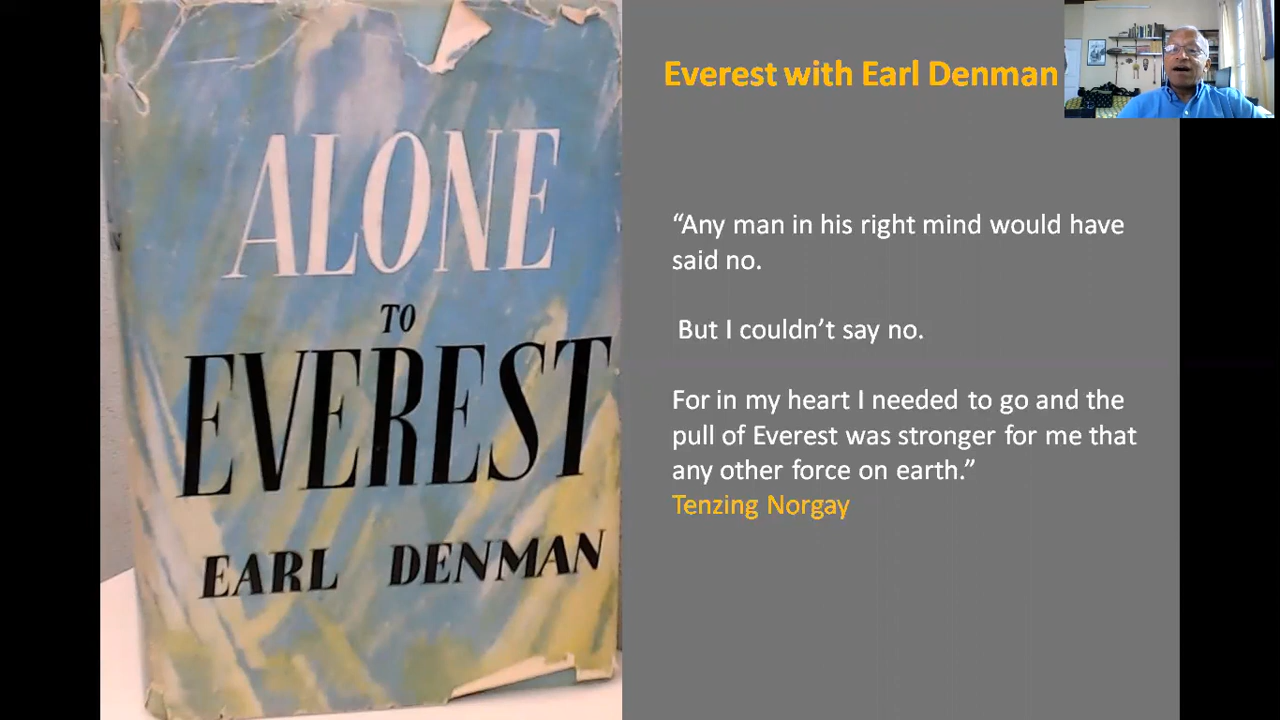 ALONE
TO
EVEREST
EARL DENMAN
Everest with Earl Denman
“Any man in his right mind would have
said no.
But I couldn’t say no.
For in my heart I needed to go and the
pull of Everest was stronger for me that
any other force on earth.”
Tenzing Norgay